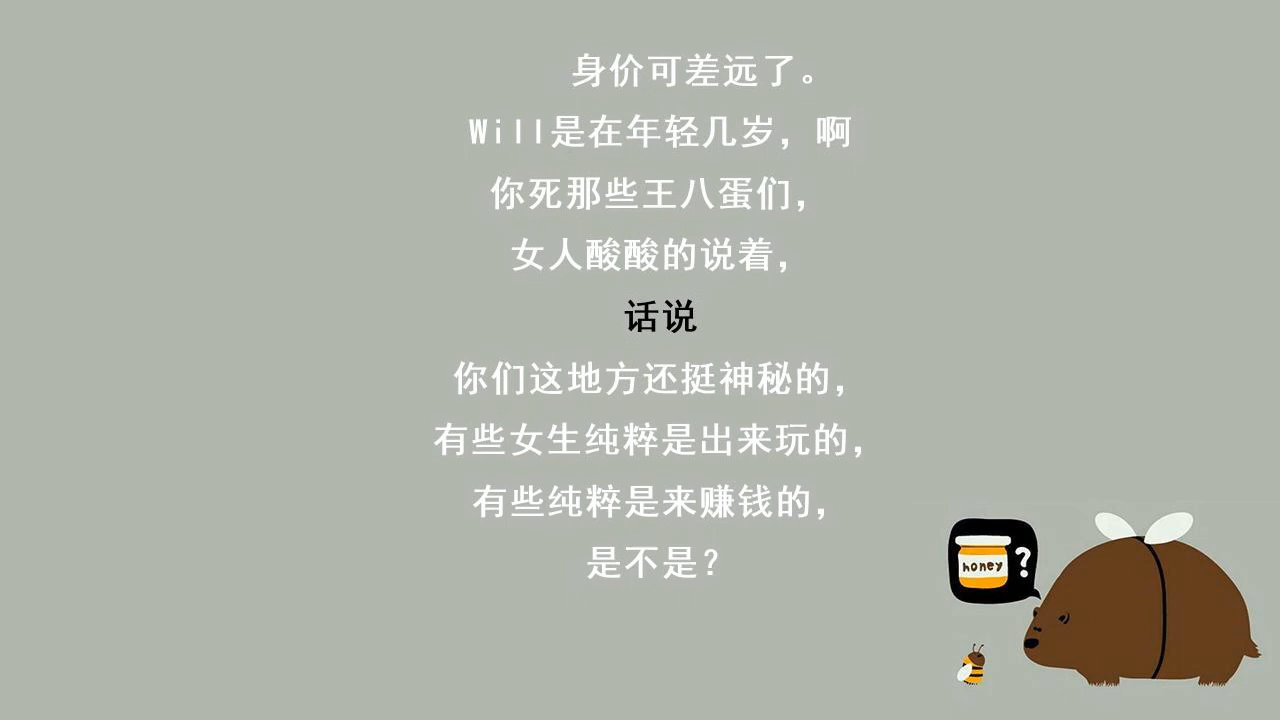 身价可差远了。
Will是在年轻几岁，啊
你死那些王八蛋们，
女人酸酸的说着，
话说
你们这地方还挺神秘的，
有些女生纯粹是出来玩的，
有些纯粹是来赚钱的，
是不是？
honey ?